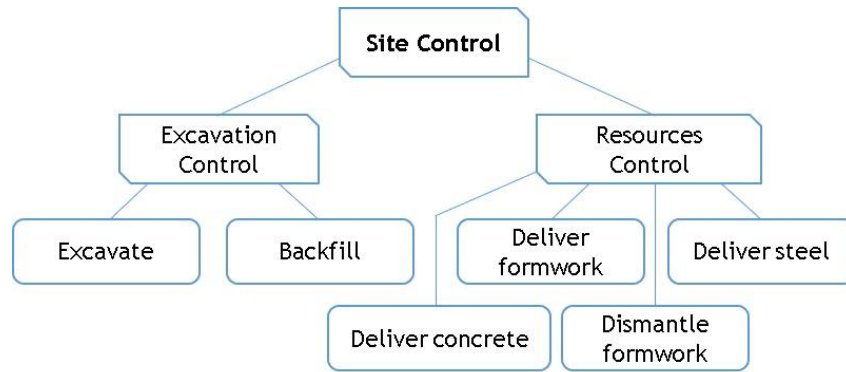 Site Control
Excavation
Control
Resources
Control
Excavate
Backfill
Deliver
formwork
Deliver steel
Deliver concrete
Dismantle
formwork